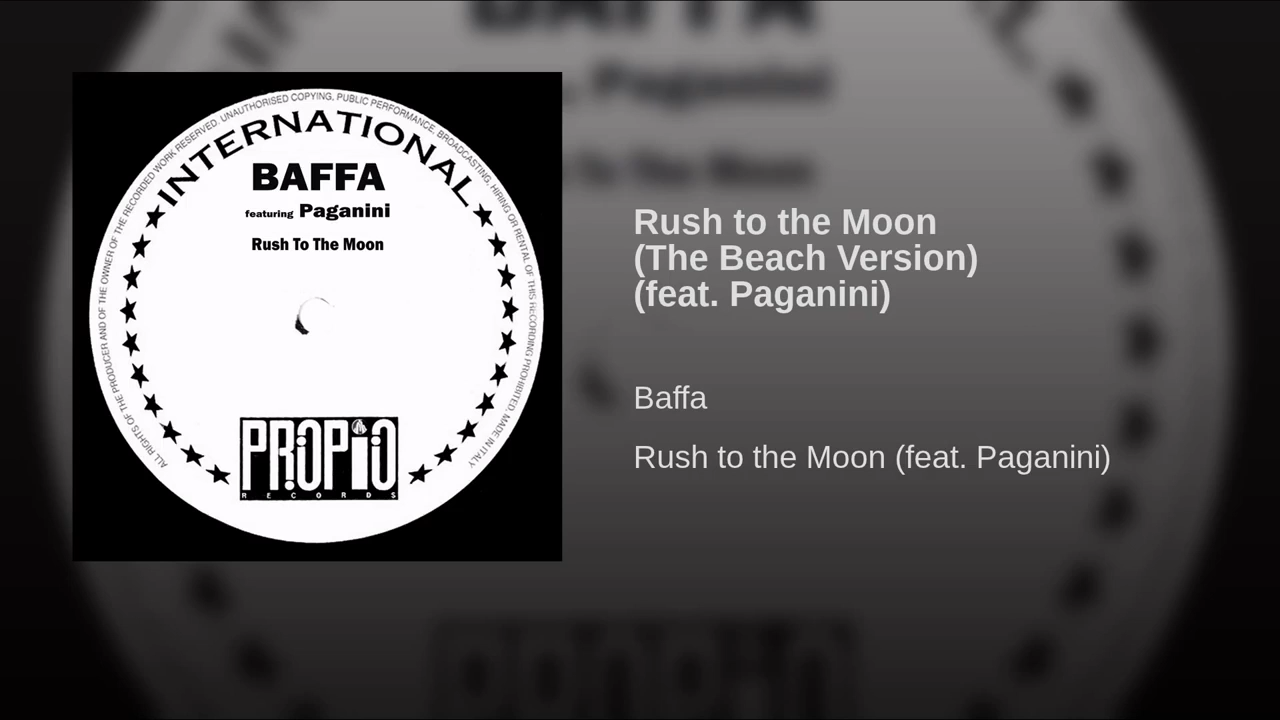 ALL RIGHTS OF THE PRODUCER AND OF THE OWNER OF THE RECORDED WORK RESERVED. UNAUTHORISED COPYING, PUBLIC PERFORMANCE, BROADCASTING, HIRING OR RENTAL OF THIS RECORDING PROHIBITED. MADE IN ITALY
INTERNATIONAL
BAFFA
featuring Paganini
Rush To The Moon
PROPIO
RECORDS
Rush to the Moon
(The Beach Version)
(feat. Paganini)
Baffa
Rush to the Moon (feat. Paganini)